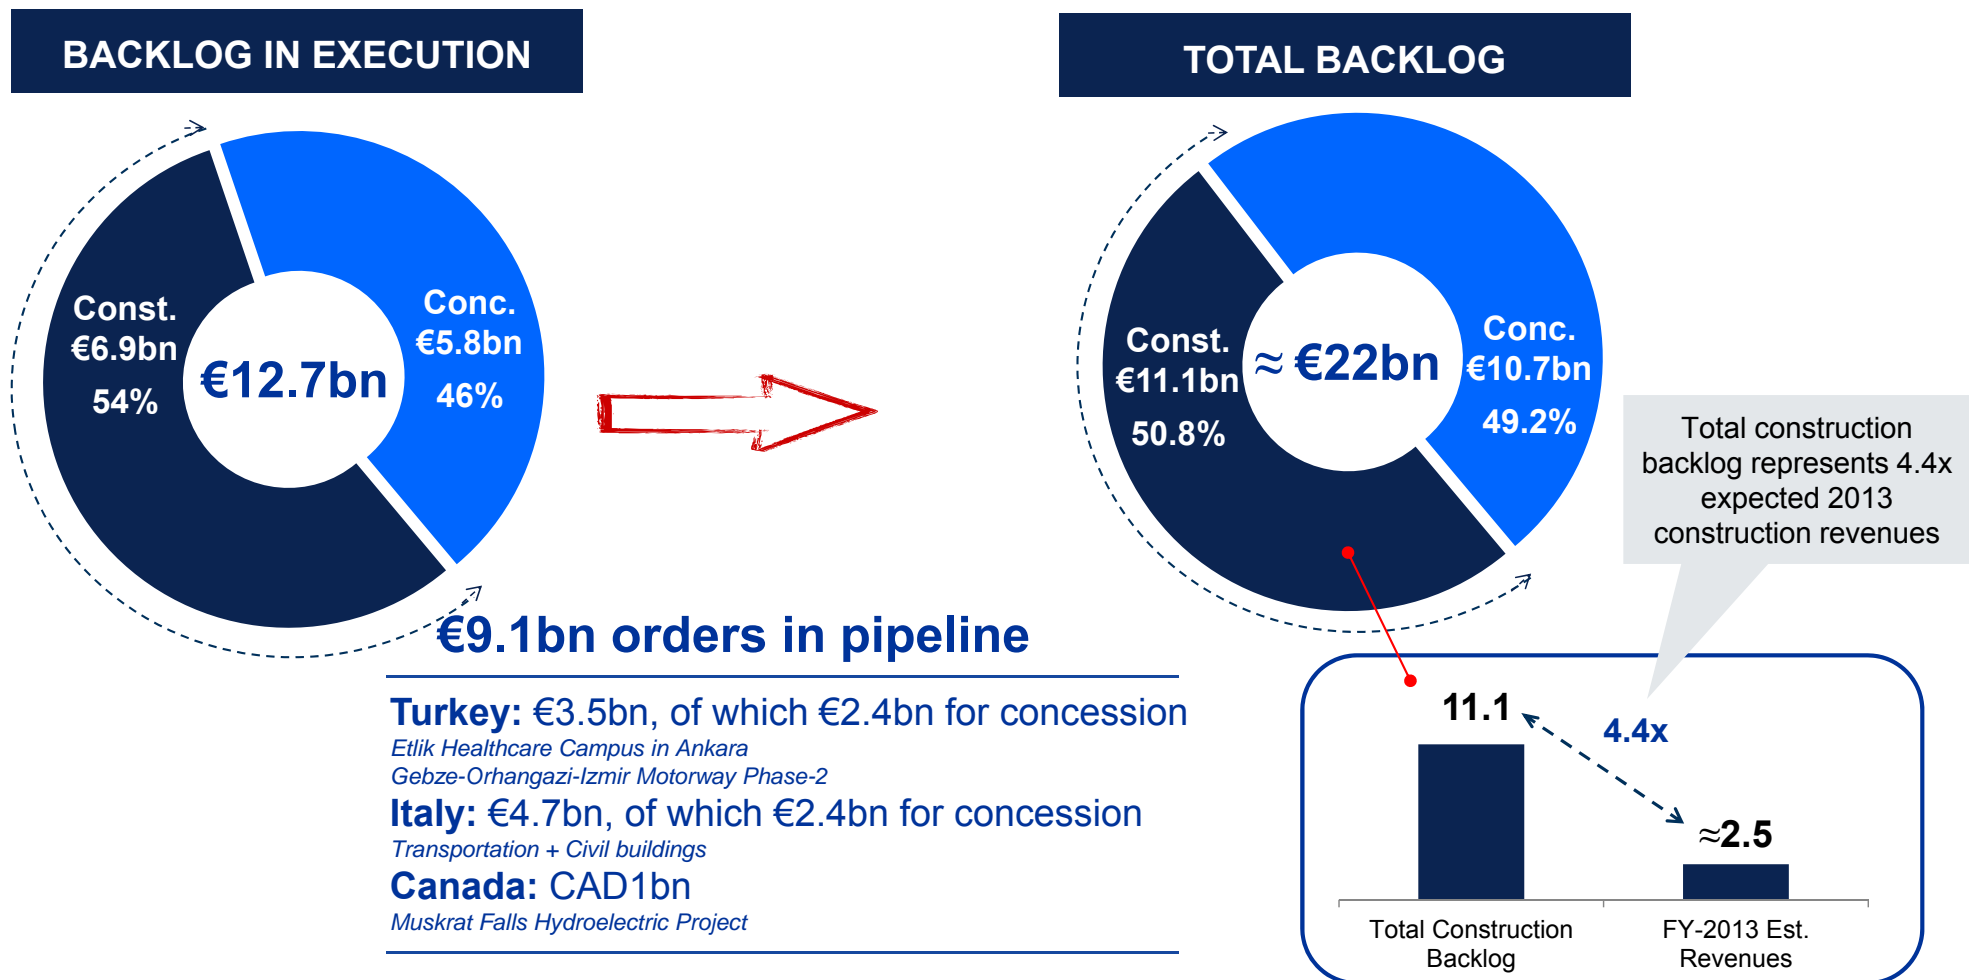 BACKLOG IN EXECUTION
Const.
€6.9bn
54%
€12.7bn
Conc.
€5.8bn
46%
TOTAL BACKLOG
Const.
€11.1bn
50.8%
≈ €22bn
Conc.
€10.7bn
49.2%
Total construction
backlog represents 4.4x
expected 2013
construction revenues
€9.1bn orders in pipeline
Turkey: €3.5bn, of which €2.4bn for concession
Etlik Healthcare Campus in Ankara
Gebze-Orhangazi-Izmir Motorway Phase-2
Italy: €4.7bn, of which €2.4bn for concession
Transportation + Civil buildings
Canada: CAD1bn
Muskrat Falls Hydroelectric Project
11.1
4.4x
≈2.5
Total Construction
Backlog
FY-2013 Est.
Revenues